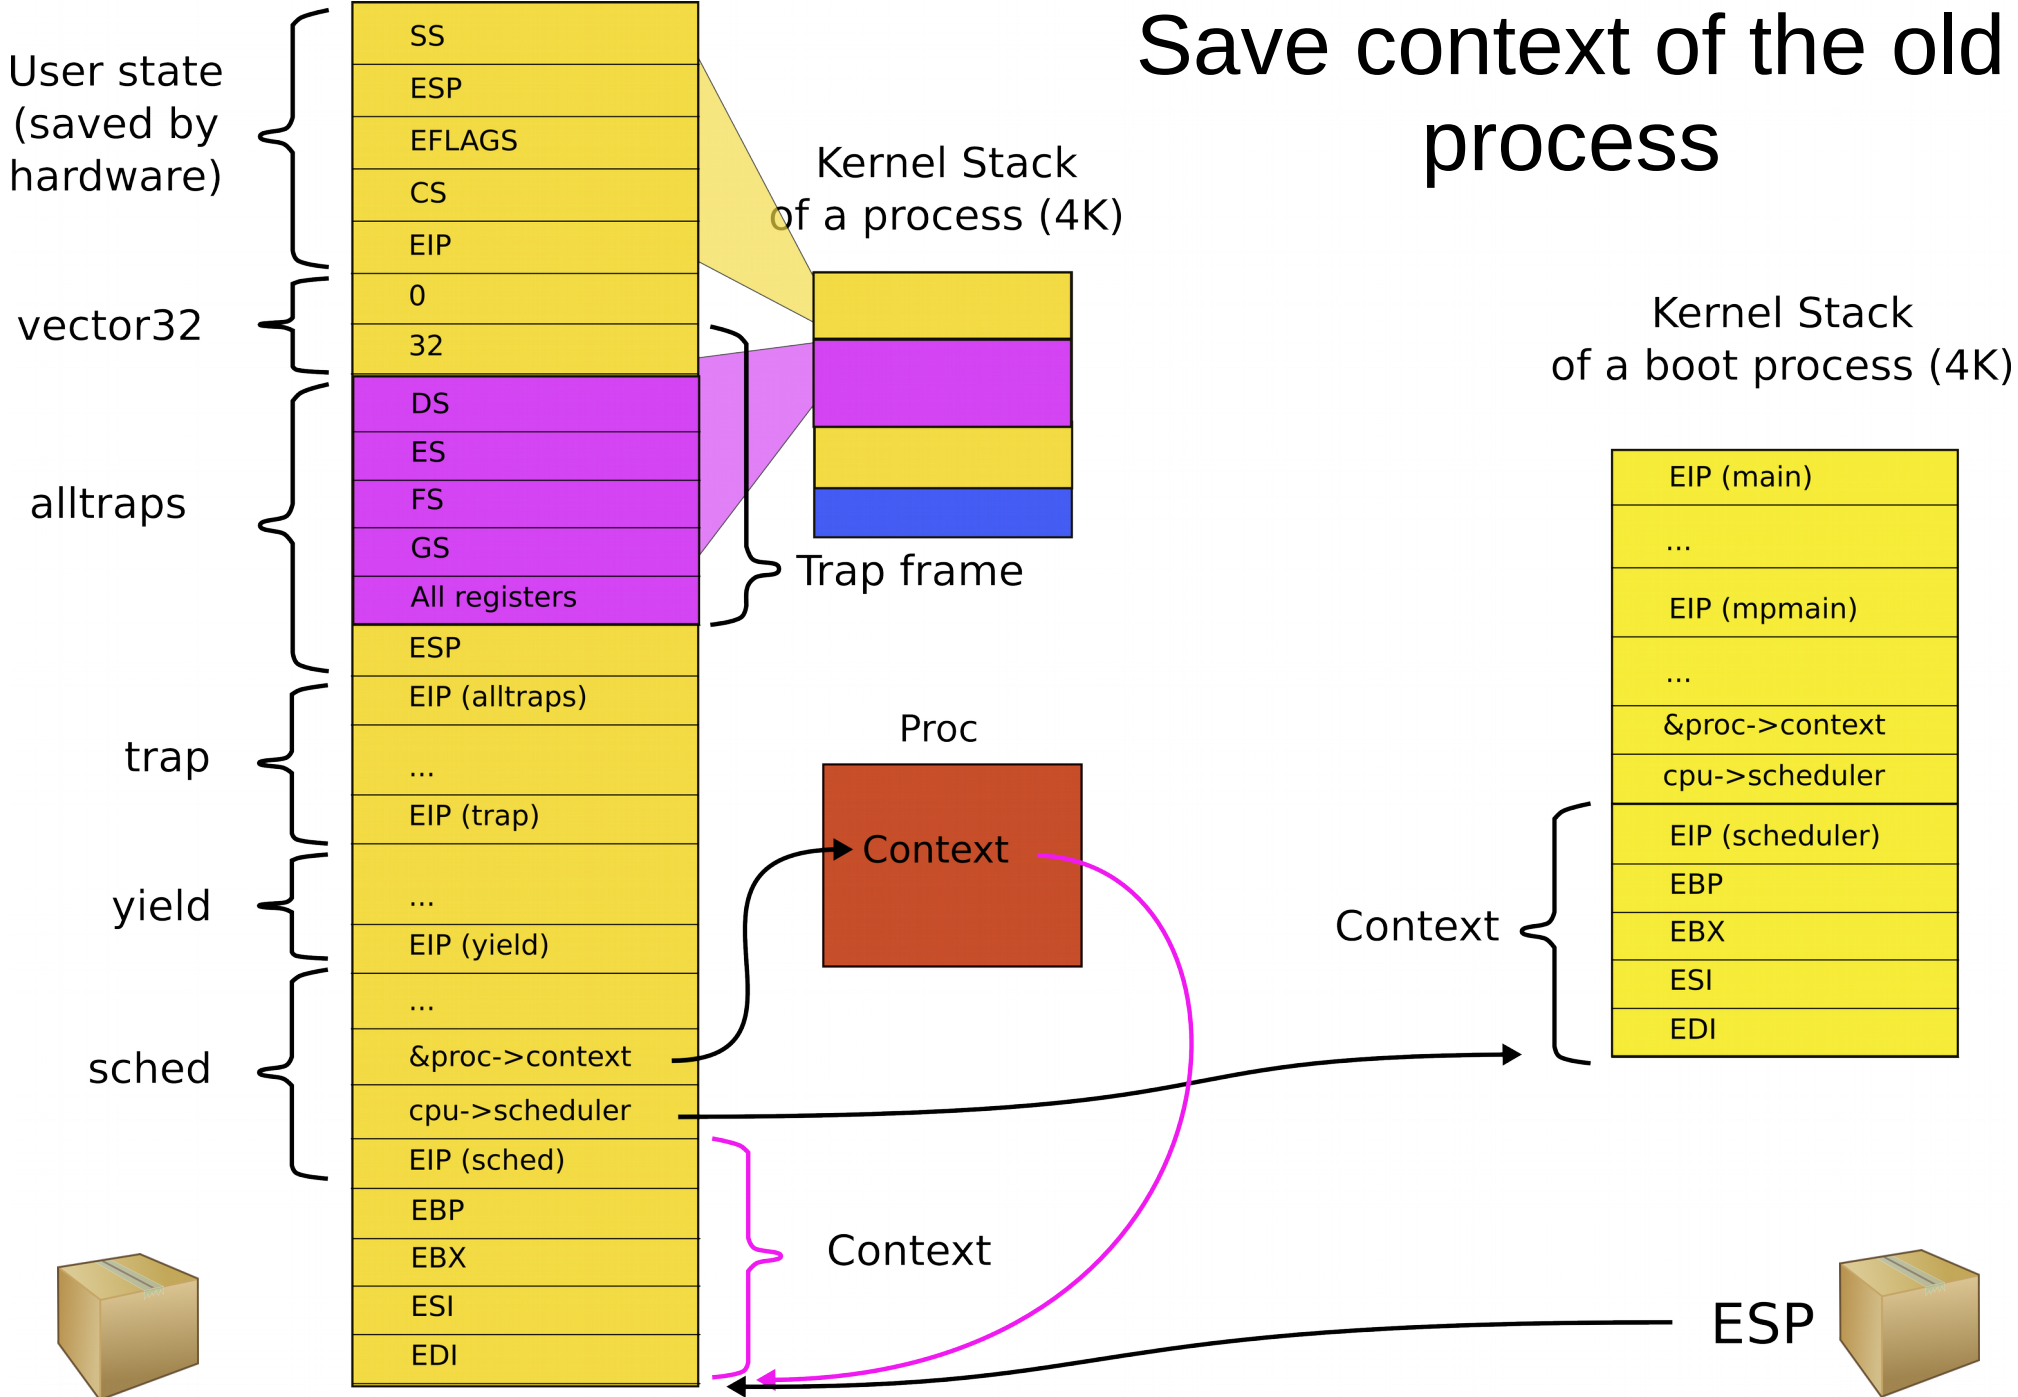 Save context of the old
process
User state
(saved by
hardware)
vector32
alltraps
trap
yield
sched
SS
ESP
EFLAGS
CS
EIP
0
32
DS
ES
FS
GS
All registers
ESP
EIP (alltraps)
...
EIP (trap)
...
EIP (yield)
...
&proc->context
cpu->scheduler
EIP (sched)
EBP
EBX
ESI
EDI
Kernel Stack
of a process (4K)
Trap frame
Proc
Context
Context
Kernel Stack
of a boot process (4K)
EIP (main)
...
EIP (mpmain)
...
&proc->context
cpu->scheduler
EIP (scheduler)
EBP
EBX
ESI
EDI
Context
ESP